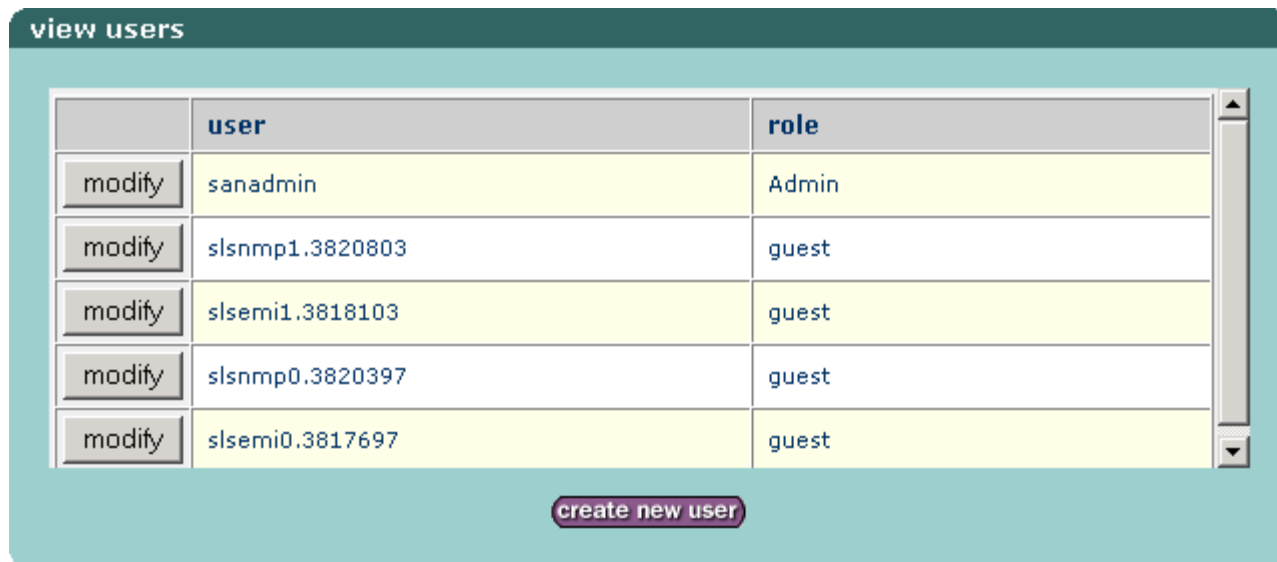 view users
user role
modify sanadmin Admin
modify slsnmp1.3820803 guest
modify slsemi1.3818103 guest
modify slsnmp0.3820397 guest
modify slsemi0.3817697 guest
create new user